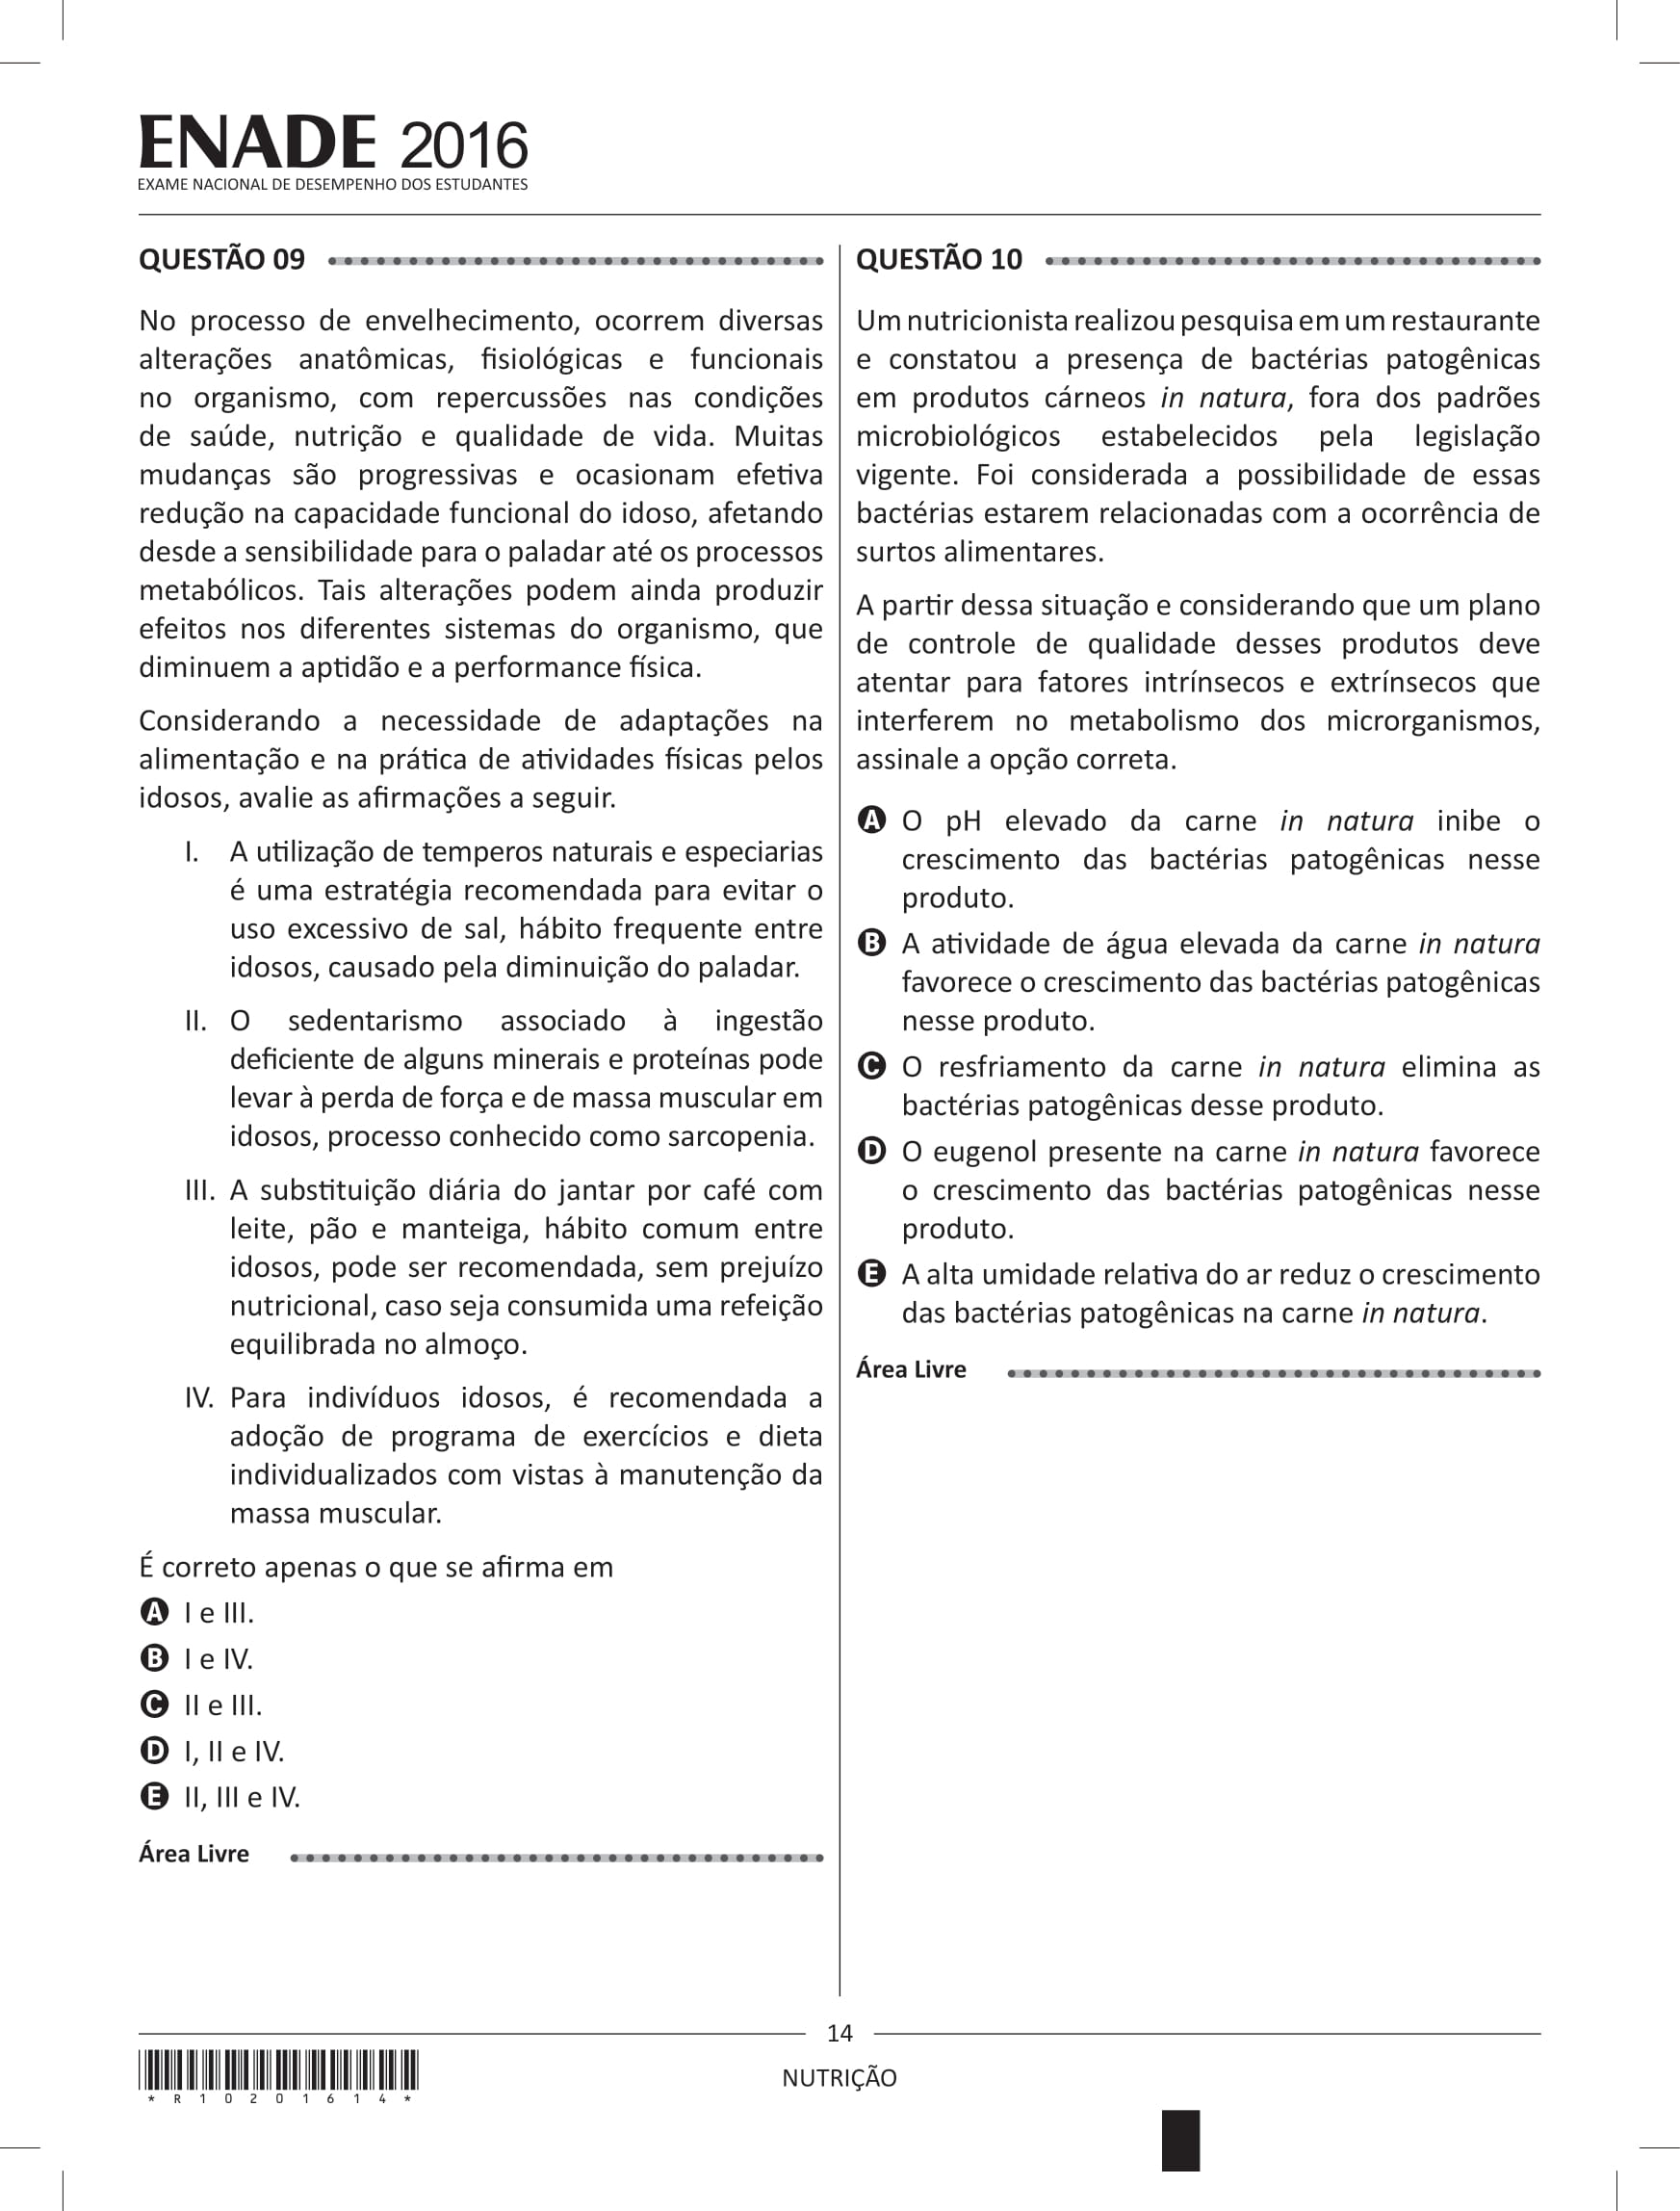 ENADE 2016
EXAME NACIONAL DE DESEMPENHO DOS ESTUDANTES
QUESTÃO 09
No processo de envelhecimento, ocorrem diversas
alterações anatômicas, fisiológicas e funcionais
no organismo, com repercussões nas condições
de saúde, nutrição e qualidade de vida. Muitas
mudanças são progressivas e ocasionam efetiva
redução na capacidade funcional do idoso, afetando
desde a sensibilidade para o paladar até os processos
metabólicos. Tais alterações podem ainda produzir
efeitos nos diferentes sistemas do organismo, que
diminuem a aptidão e a performance física.
Considerando a necessidade de adaptações na
alimentação e na prática de atividades físicas pelos
idosos, avalie as afirmações a seguir.
I. A utilização de temperos naturais e especiarias
é uma estratégia recomendada para evitar o
uso excessivo de sal, hábito frequente entre
idosos, causado pela diminuição do paladar.
II. O sedentarismo associado à ingestão
deficiente de alguns minerais e proteínas pode
levar à perda de força e de massa muscular em
idosos, processo conhecido como sarcopenia.
III. A substituição diária do jantar por café com
leite, pão e manteiga, hábito comum entre
idosos, pode ser recomendada, sem prejuízo
nutricional, caso seja consumida uma refeição
equilibrada no almoço.
IV. Para indivíduos idosos, é recomendada a
adoção de programa de exercícios e dieta
individualizados com vistas à manutenção da
massa muscular.
É correto apenas o que se afirma em
A I e III.
B I e IV.
C II e III.
D I, II e IV.
E II, III e IV.
Área Livre
QUESTÃO 10
Um nutricionista realizou pesquisa em um restaurante
e constatou a presença de bactérias patogênicas
em produtos cárneos in natura, fora dos padrões
microbiológicos estabelecidos pela legislação
vigente. Foi considerada a possibilidade de essas
bactérias estarem relacionadas com a ocorrência de
surtos alimentares.
A partir dessa situação e considerando que um plano
de controle de qualidade desses produtos deve
atentar para fatores intrínsecos e extrínsecos que
interferem no metabolismo dos microrganismos,
assinale a opção correta.
A O pH elevado da carne in natura inibe o
crescimento das bactérias patogênicas nesse
produto.
B A atividade de água elevada da carne in natura
favorece o crescimento das bactérias patogênicas
nesse produto.
C O resfriamento da carne in natura elimina as
bactérias patogênicas desse produto.
D O eugenol presente na carne in natura favorece
o crescimento das bactérias patogênicas nesse
produto.
E A alta umidade relativa do ar reduz o crescimento
das bactérias patogênicas na carne in natura.
Área Livre
14
NUTRIÇÃO
* R 1 0 2 0 1 6 1 4 *